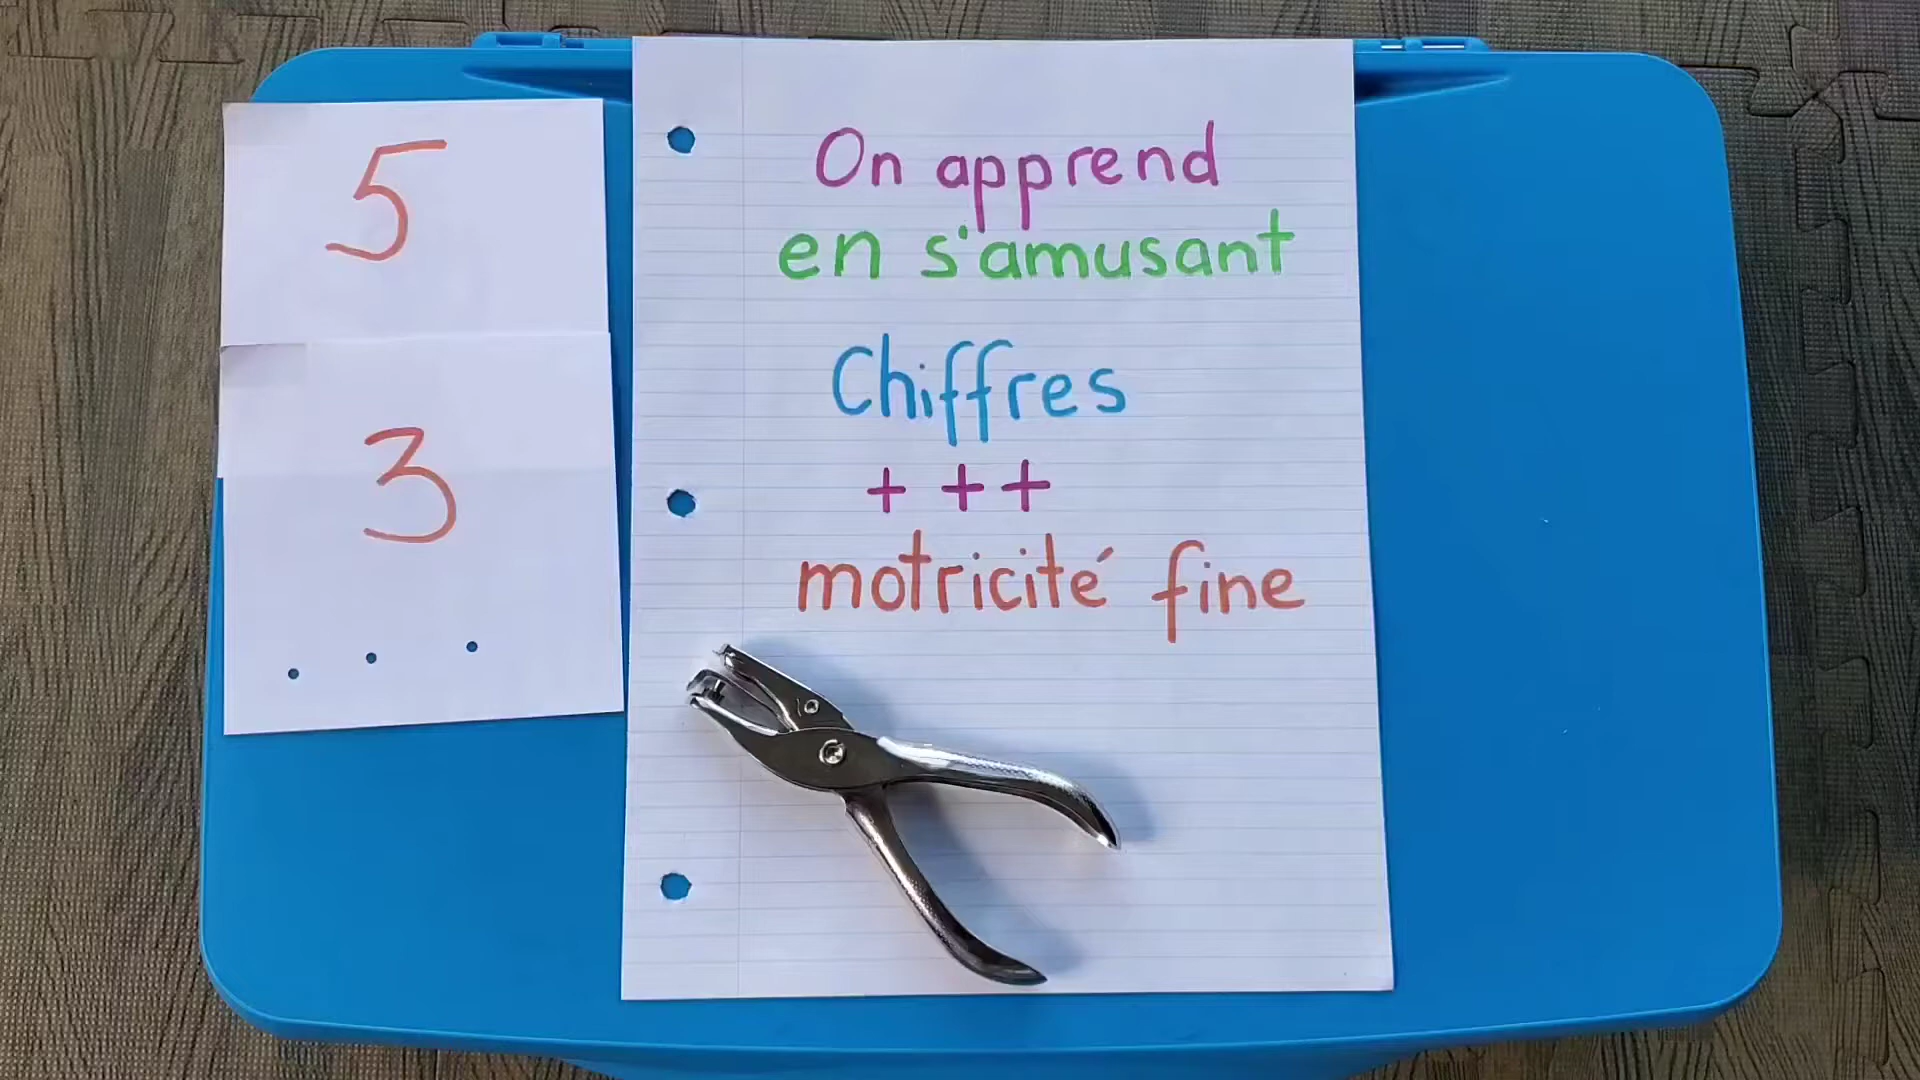 5
3
On apprend
en s'amusant
Chiffres
+ + +
motricité fine